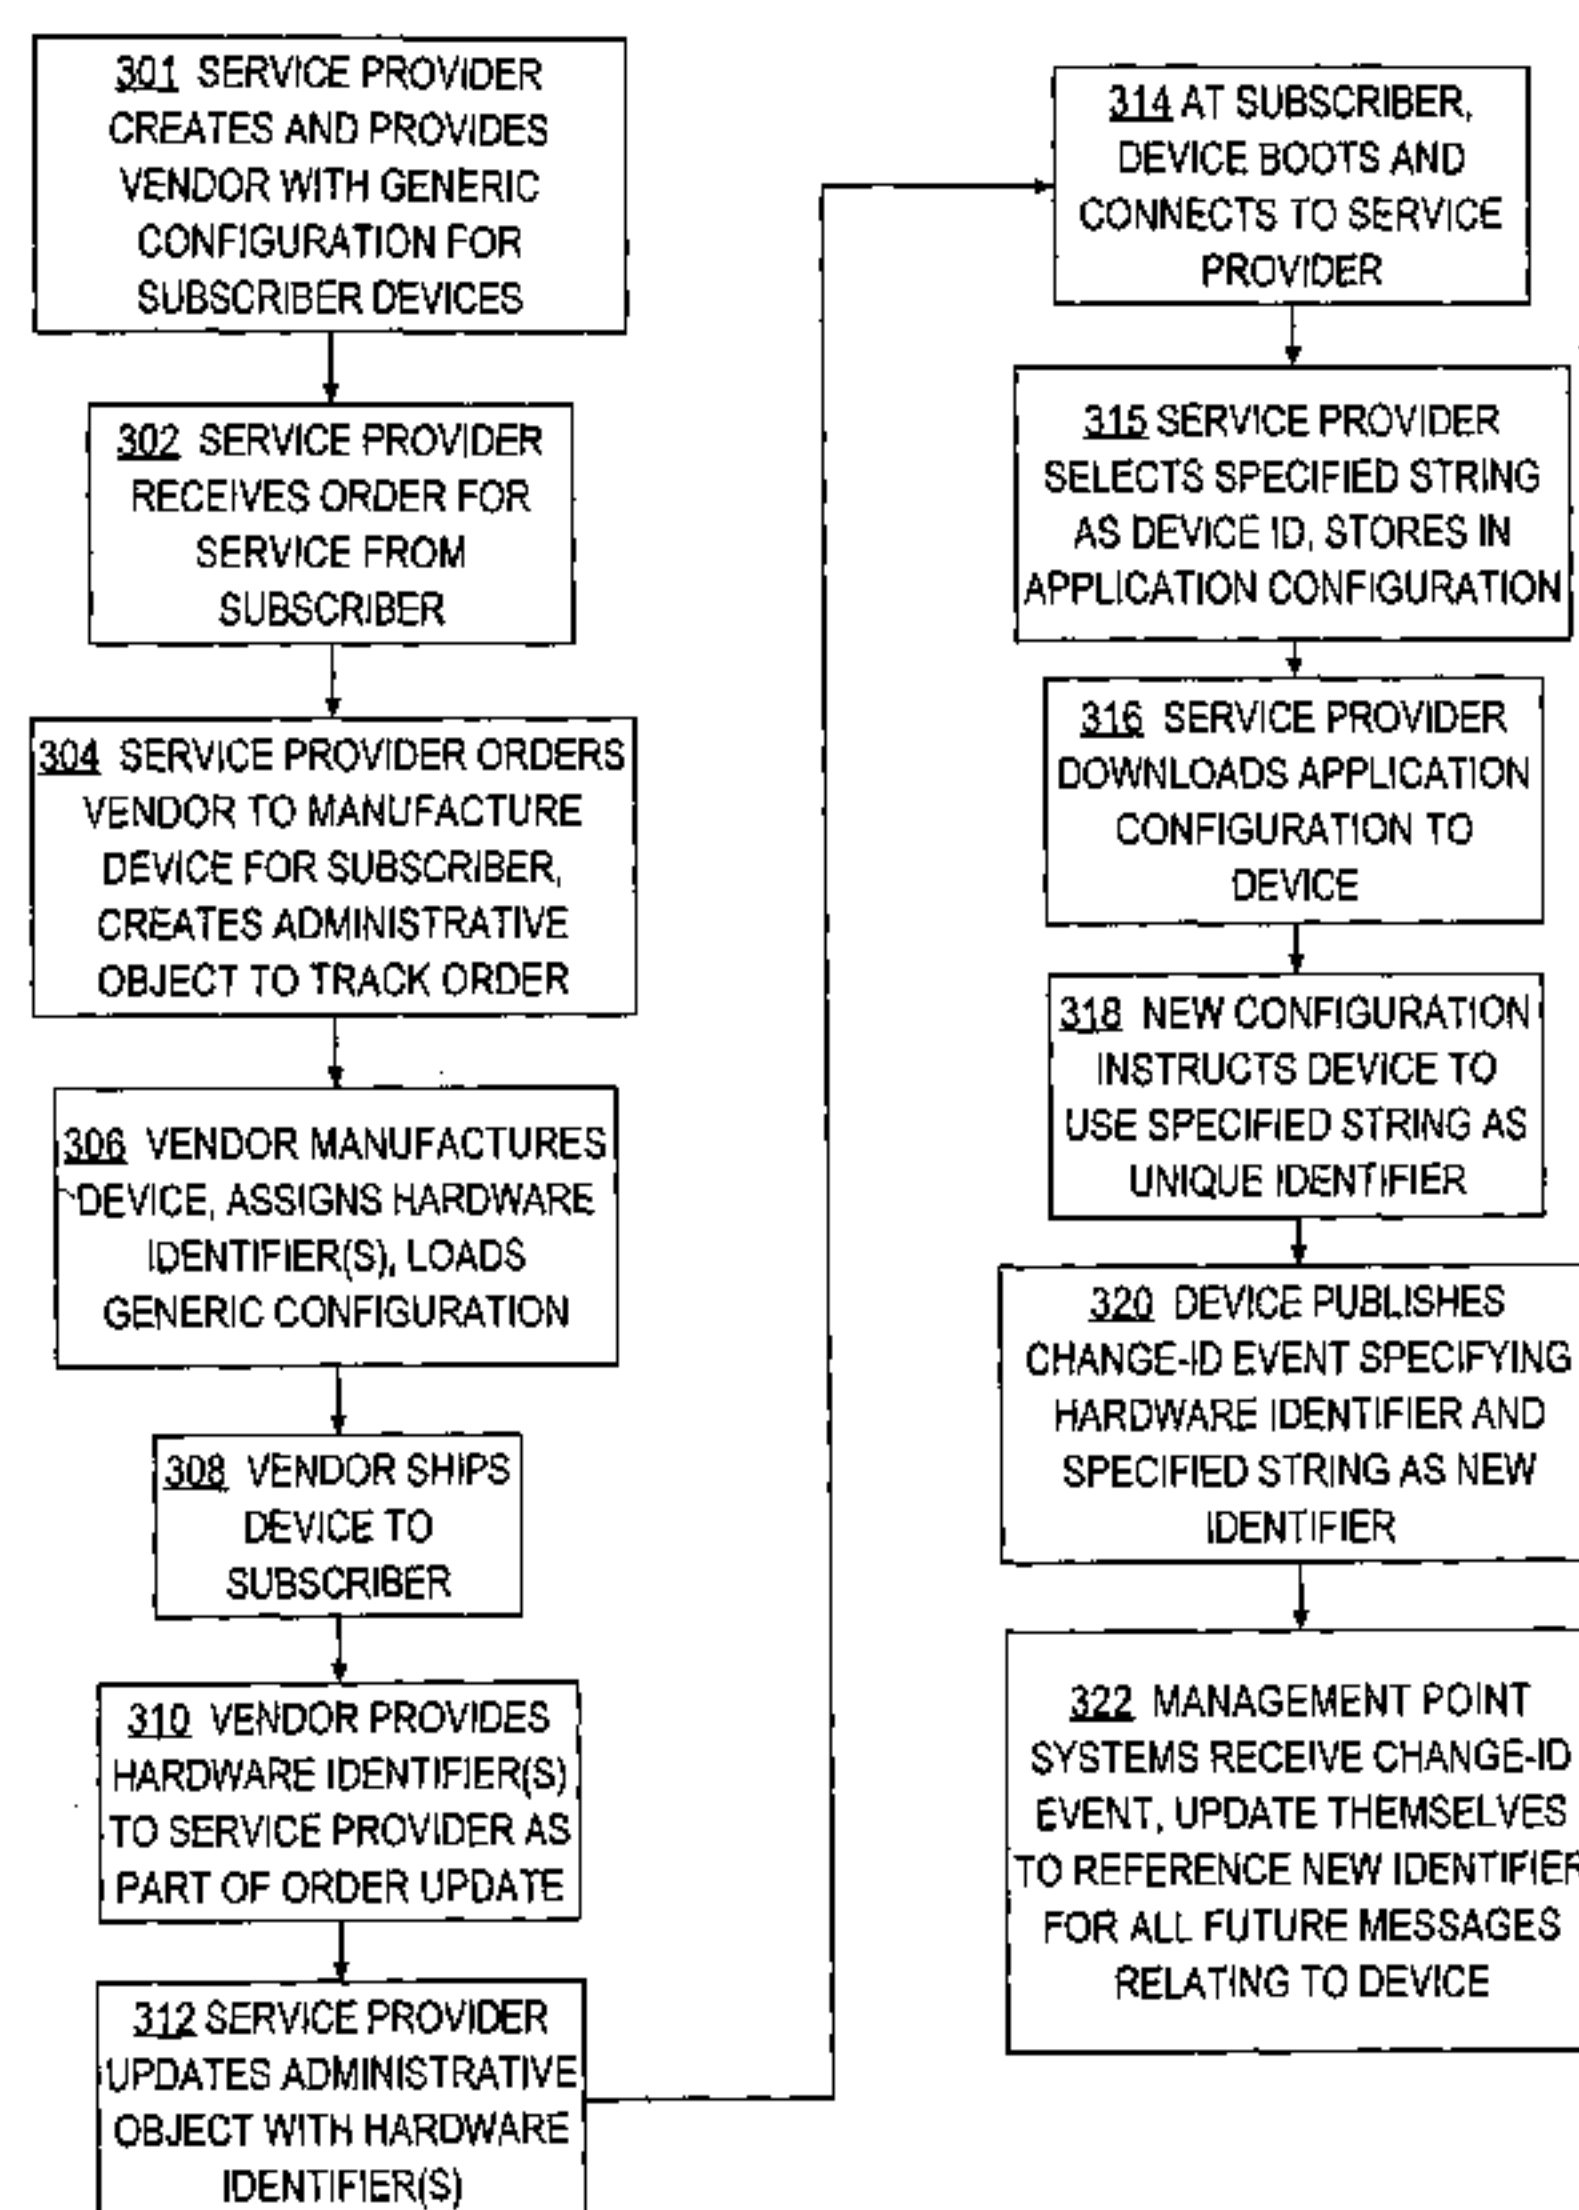 301 SERVICE PROVIDER
CREATES AND PROVIDES
VENDOR WITH GENERIC
CONFIGURATION FOR
SUBSCRIBER DEVICES
302 SERVICE PROVIDER
RECEIVES ORDER FOR
SERVICE FROM
SUBSCRIBER
304 SERVICE PROVIDER ORDERS
VENDOR TO MANUFACTURE
DEVICE FOR SUBSCRIBER,
CREATES ADMINISTRATIVE
OBJECT TO TRACK ORDER
306 VENDOR MANUFACTURES
DEVICE, ASSIGNS HARDWARE
IDENTIFIER(S), LOADS
GENERIC CONFIGURATION
308 VENDOR SHIPS
DEVICE TO
SUBSCRIBER
310 VENDOR PROVIDES
HARDWARE IDENTIFIER(S)
TO SERVICE PROVIDER AS
PART OF ORDER UPDATE
312 SERVICE PROVIDER
UPDATES ADMINISTRATIVE
OBJECT WITH HARDWARE
IDENTIFIER(S)
314 AT SUBSCRIBER,
DEVICE BOOTS AND
CONNECTS TO SERVICE
PROVIDER
315 SERVICE PROVIDER
SELECTS SPECIFIED STRING
AS DEVICE ID, STORES IN
APPLICATION CONFIGURATION
316 SERVICE PROVIDER
DOWNLOADS APPLICATION
CONFIGURATION TO
DEVICE
318 NEW CONFIGURATION
INSTRUCTS DEVICE TO
USE SPECIFIED STRING AS
UNIQUE IDENTIFIER
320 DEVICE PUBLISHES
CHANGE-ID EVENT SPECIFYING
HARDWARE IDENTIFIER AND
SPECIFIED STRING AS NEW
IDENTIFIER
322 MANAGEMENT POINT
SYSTEMS RECEIVE CHANGE-ID
EVENT, UPDATE THEMSELVES
TO REFERENCE NEW IDENTIFIER
FOR ALL FUTURE MESSAGES
RELATING TO DEVICE